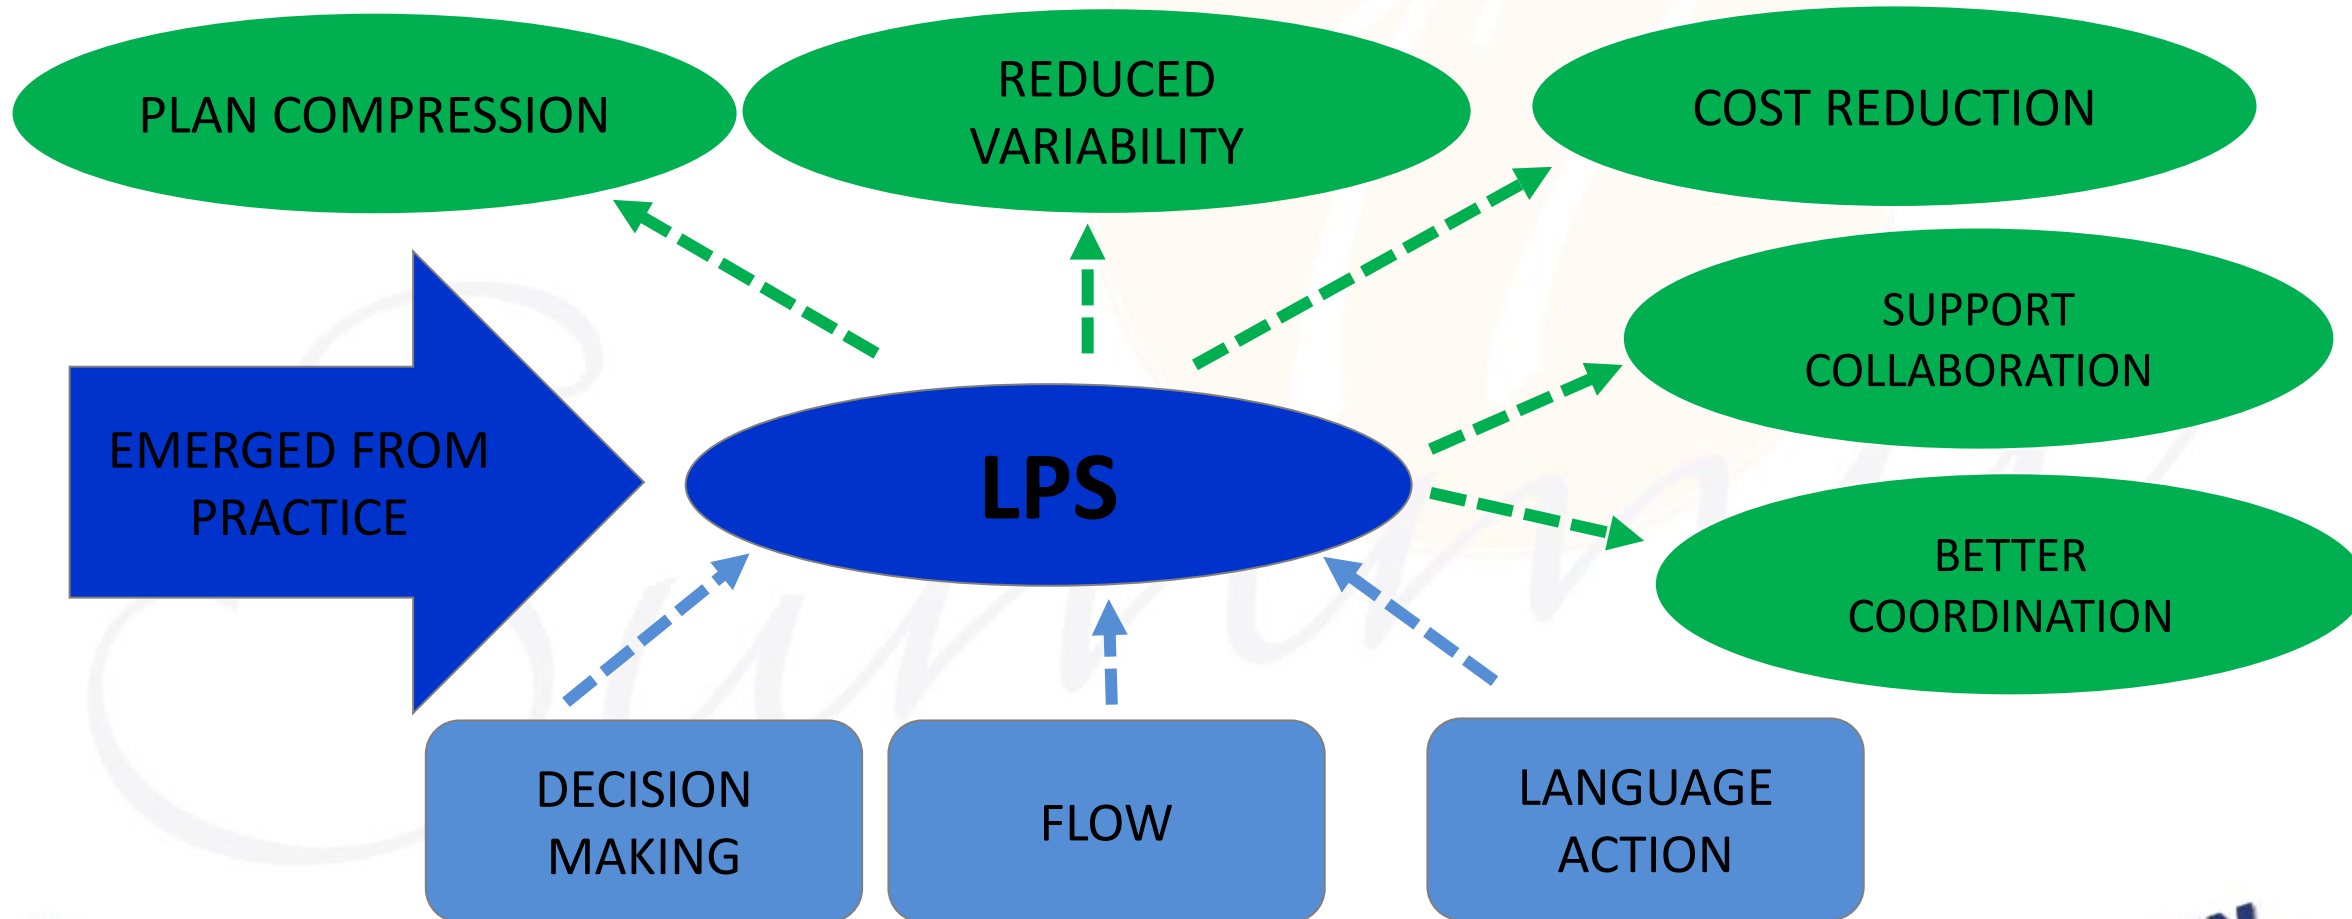 PLAN COMPRESSION
REDUCED
VARIABILITY
COST REDUCTION
SUPPORT
COLLABORATION
EMERGED FROM
PRACTICE
LPS
BETTER
COORDINATION
DECISION
MAKING
FLOW
LANGUAGE
ACTION